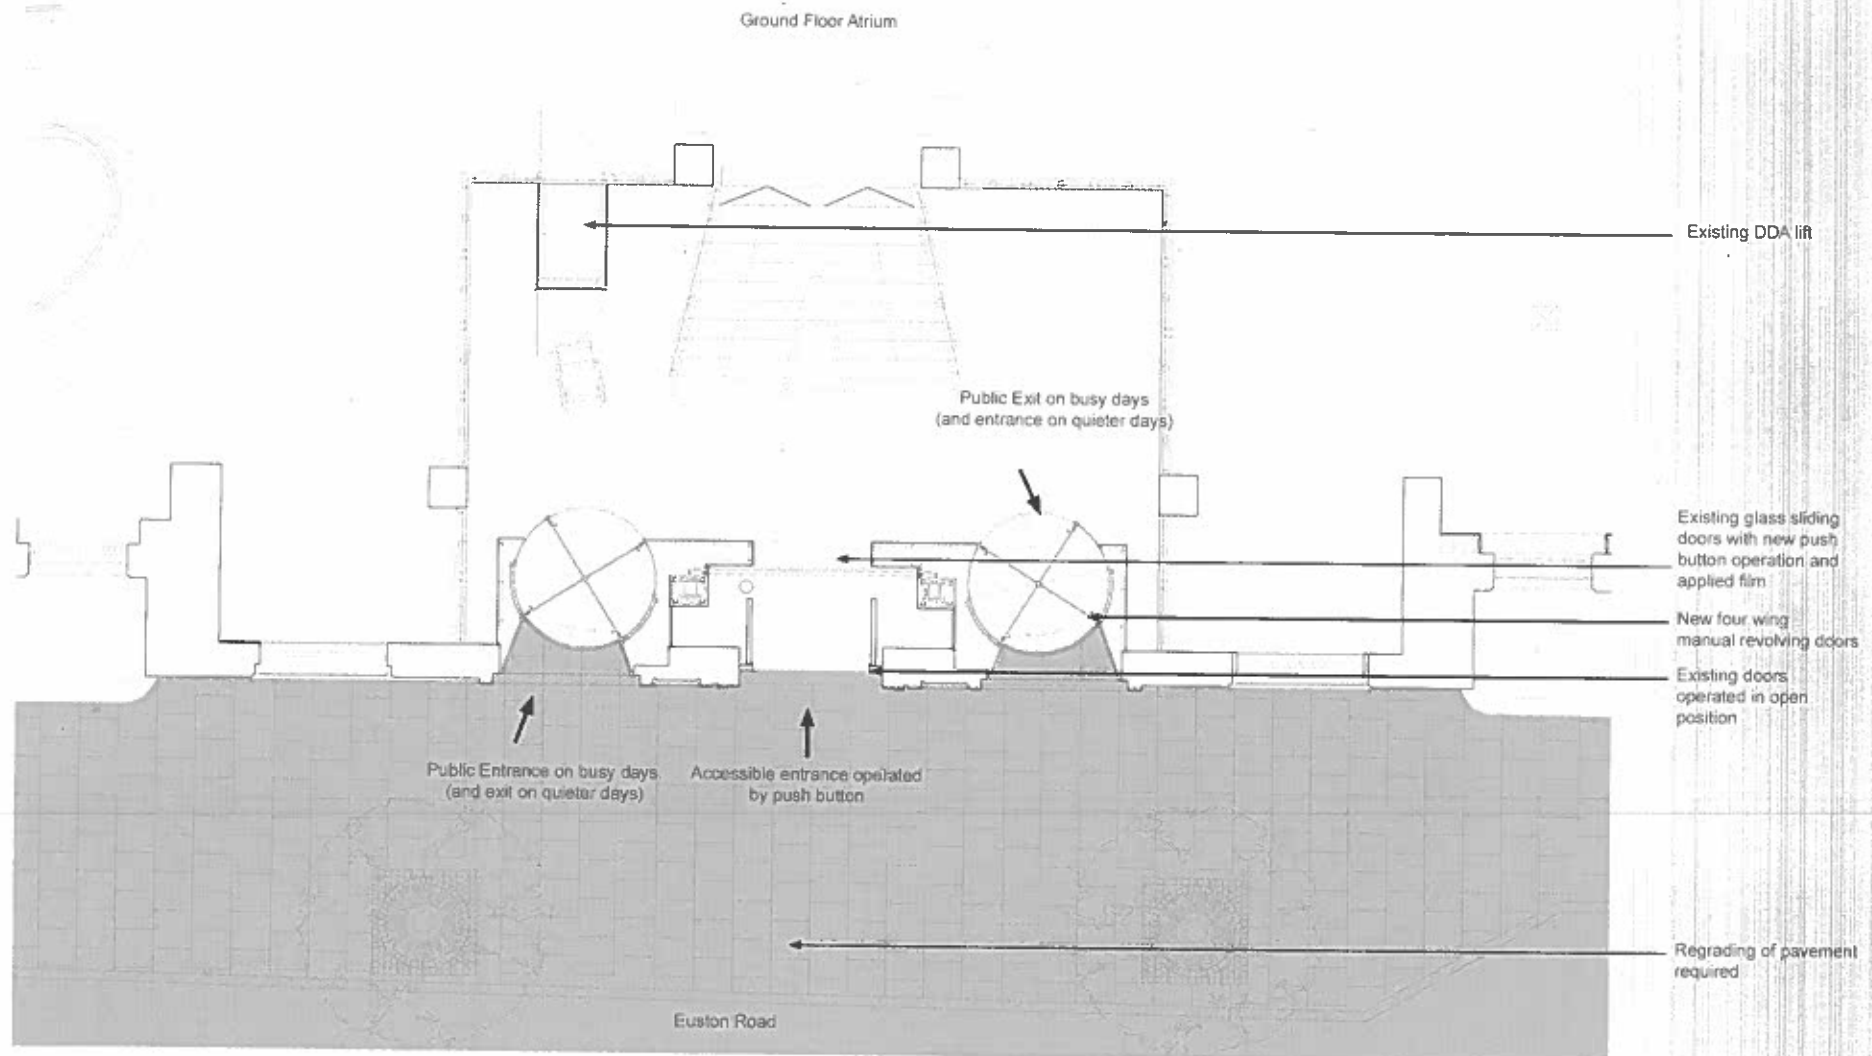 Ground Floor Atrium
Existing DDA lift
Public Exit on busy days
(and entrance on quieter days)
Existing glass sliding
doors with new push
button operation and
applied film
New four wing
manual revolving doors
Existing doors
operated in open
position
Public Entrance on busy days
(and exit on quieter days)
Accessible entrance operated
by push button
Regrading of pavement
required
Euston Road